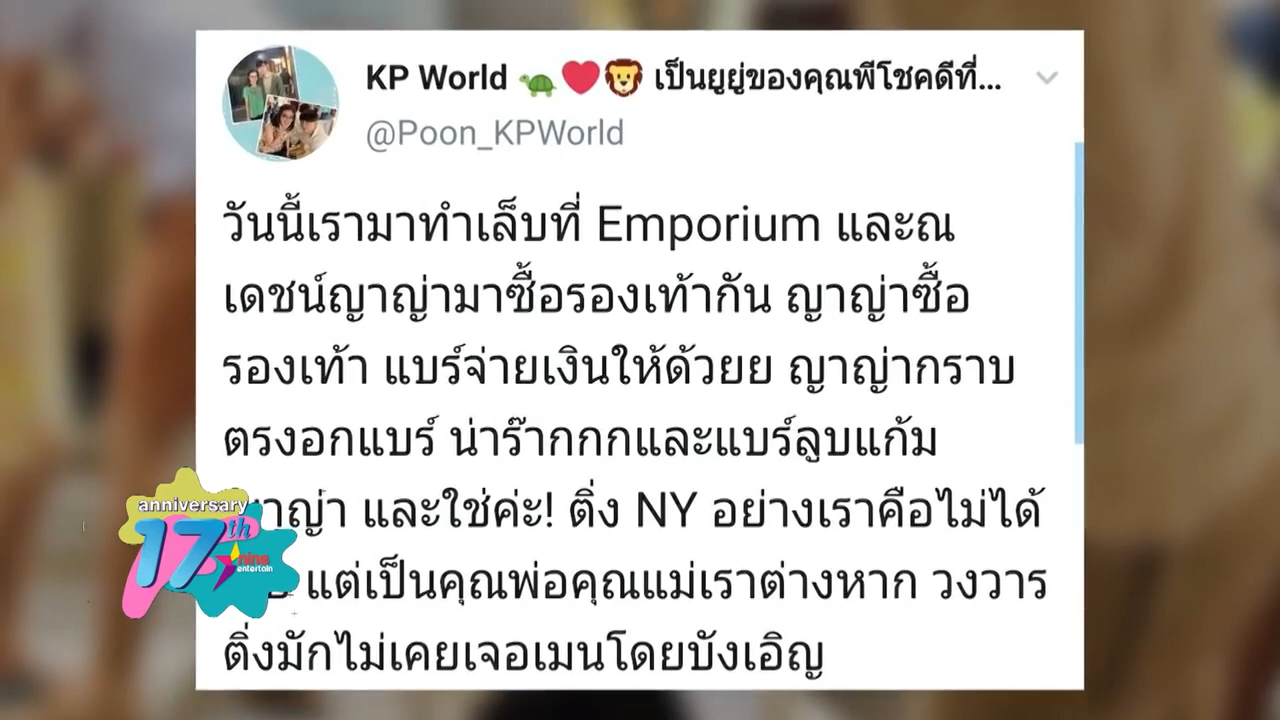 KP World 🐢❤️🦁 เป็นยูยู่ของคุณพีโชคดีที่...
@Poon_KPWorld
วันนี้เรามาทำเล็บที่ Emporium และณ
เดชน์ญาญ่ามาซื้อรองเท้ากัน ญาญ่าซื้อ
รองเท้า แบร์จ่ายเงินให้ด้วยย ญาญ่ากราบ
ตรงอกแบร์ น่าร๊ากกกและแบร์ลูบแก้ม
ญาญ่า และใช่ค่ะ! ติ่ง NY อย่างเราคือไม่ได้
แต่เป็นคุณพ่อคุณแม่เราต่างหาก วงวาร
ติ่งมักไม่เคยเจอเมนโดยบังเอิญ
anniversary
17th
nine
entertain